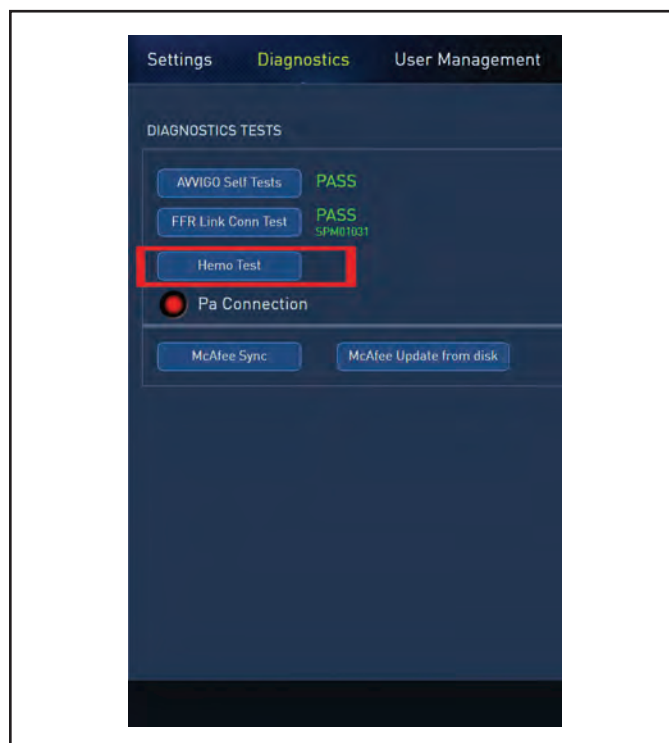 Settings Diagnostics User Management
DIAGNOSTICS TESTS
AVVIGO Self Tests PASS
FFR Link Conn Test PASS
SPM01031
Hemo Test
Pa Connection
McAfee Sync McAfee Update from disk